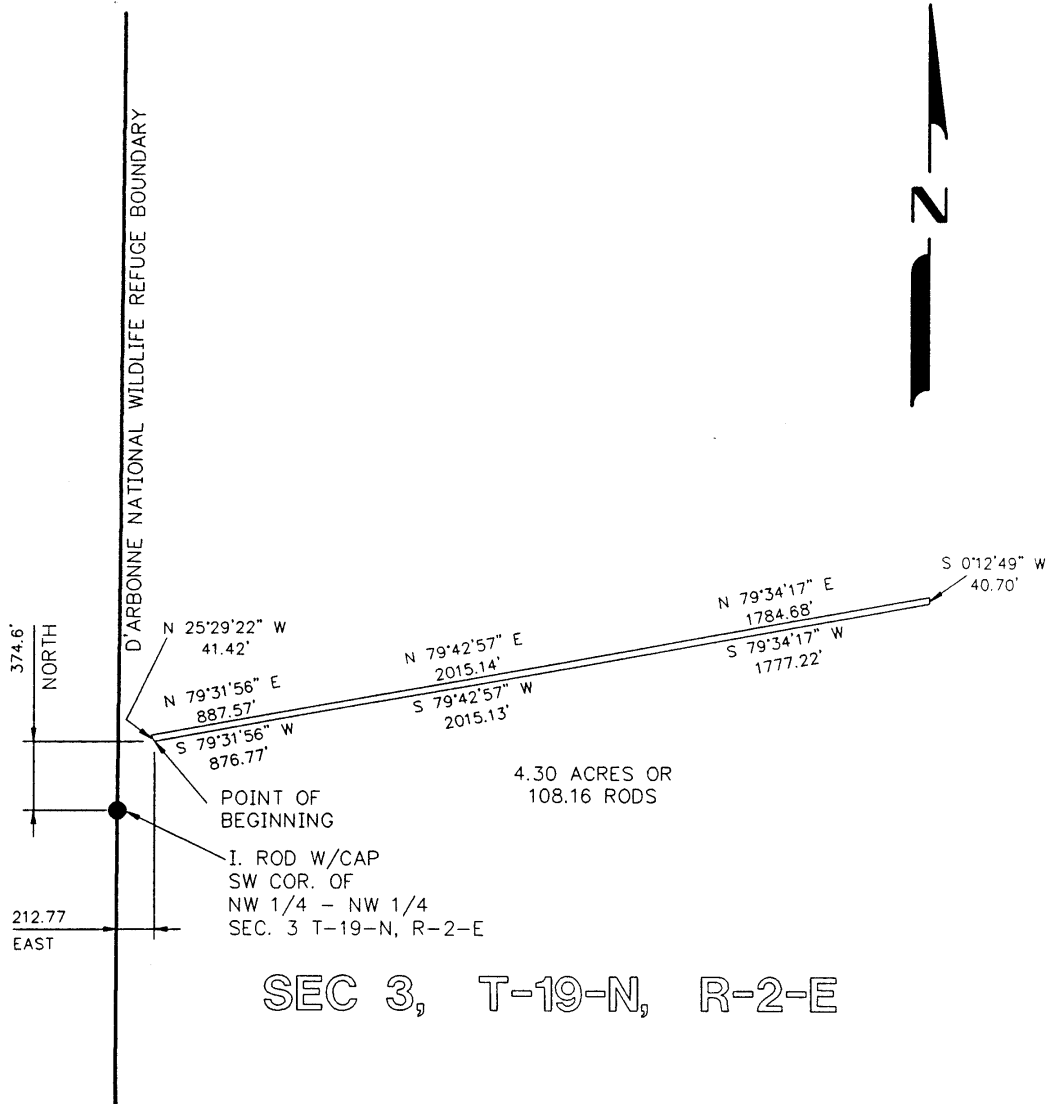 D'ARBONNE NATIONAL WILDLIFE REFUGE BOUNDARY
N
S 0°12'49" W
40.70'
N 79°34'17" E
1784.68'
S 79°34'17" W
1777.22'
N 25°29'22" W
41.42'
374.6'
NORTH
N 79°42'57" E
2015.14'
S 79°42'57" W
2015.13'
N 79°31'56" E
887.57'
S 79°31'56" W
876.77'
4.30 ACRES OR
108.16 RODS
POINT OF
BEGINNING
I. ROD W/CAP
SW COR. OF
NW 1/4 - NW 1/4
SEC. 3 T-19-N, R-2-E
212.77
EAST
SEC 3, T-19-N, R-2-E